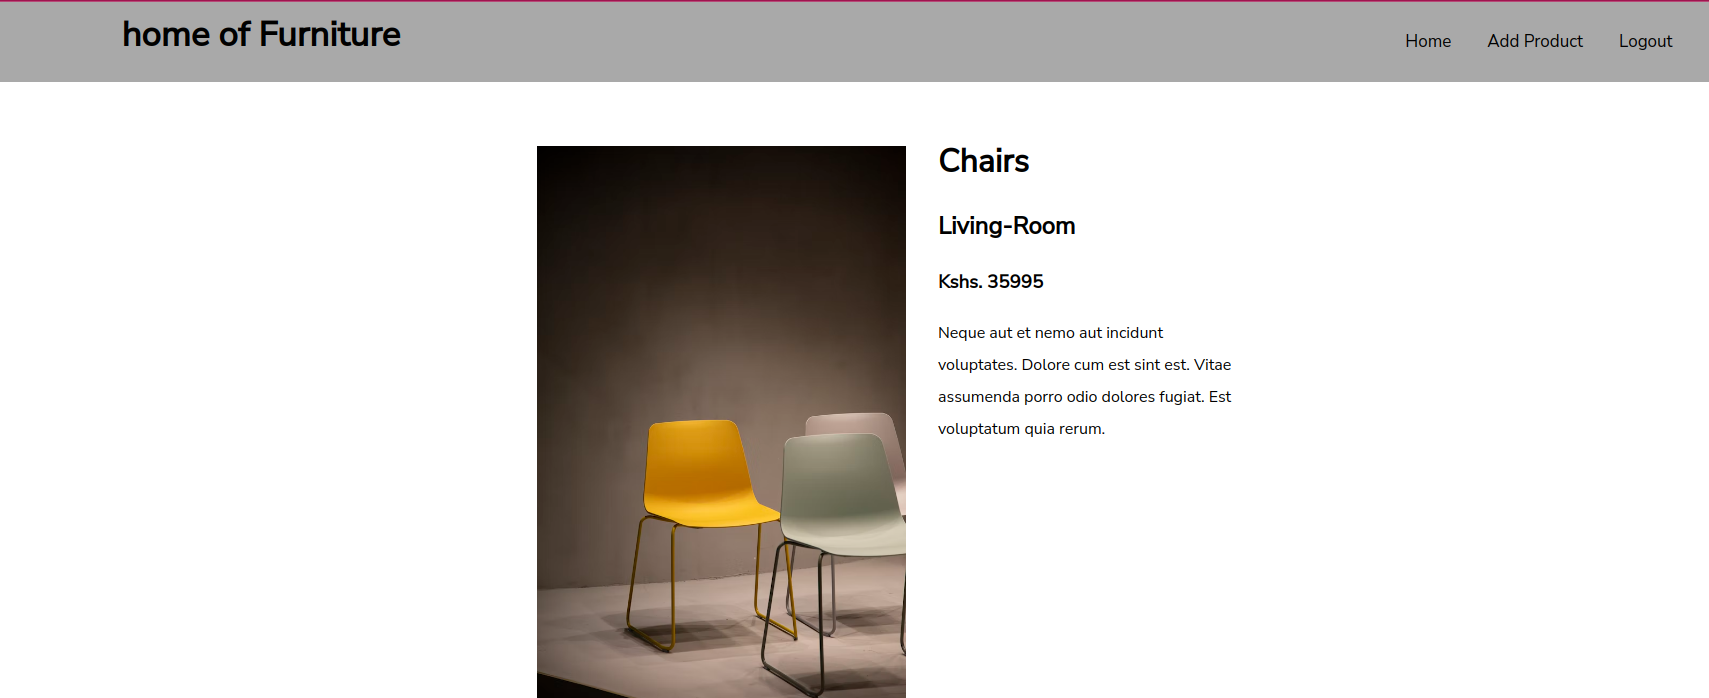 home of Furniture
Home
Add Product
Logout
Chairs
Living-Room
Kshs. 35995
Neque aut et nemo aut incidunt
voluptates. Dolore cum est sint est. Vitae
assumenda porro odio dolores fugiat. Est
voluptatum quia rerum.